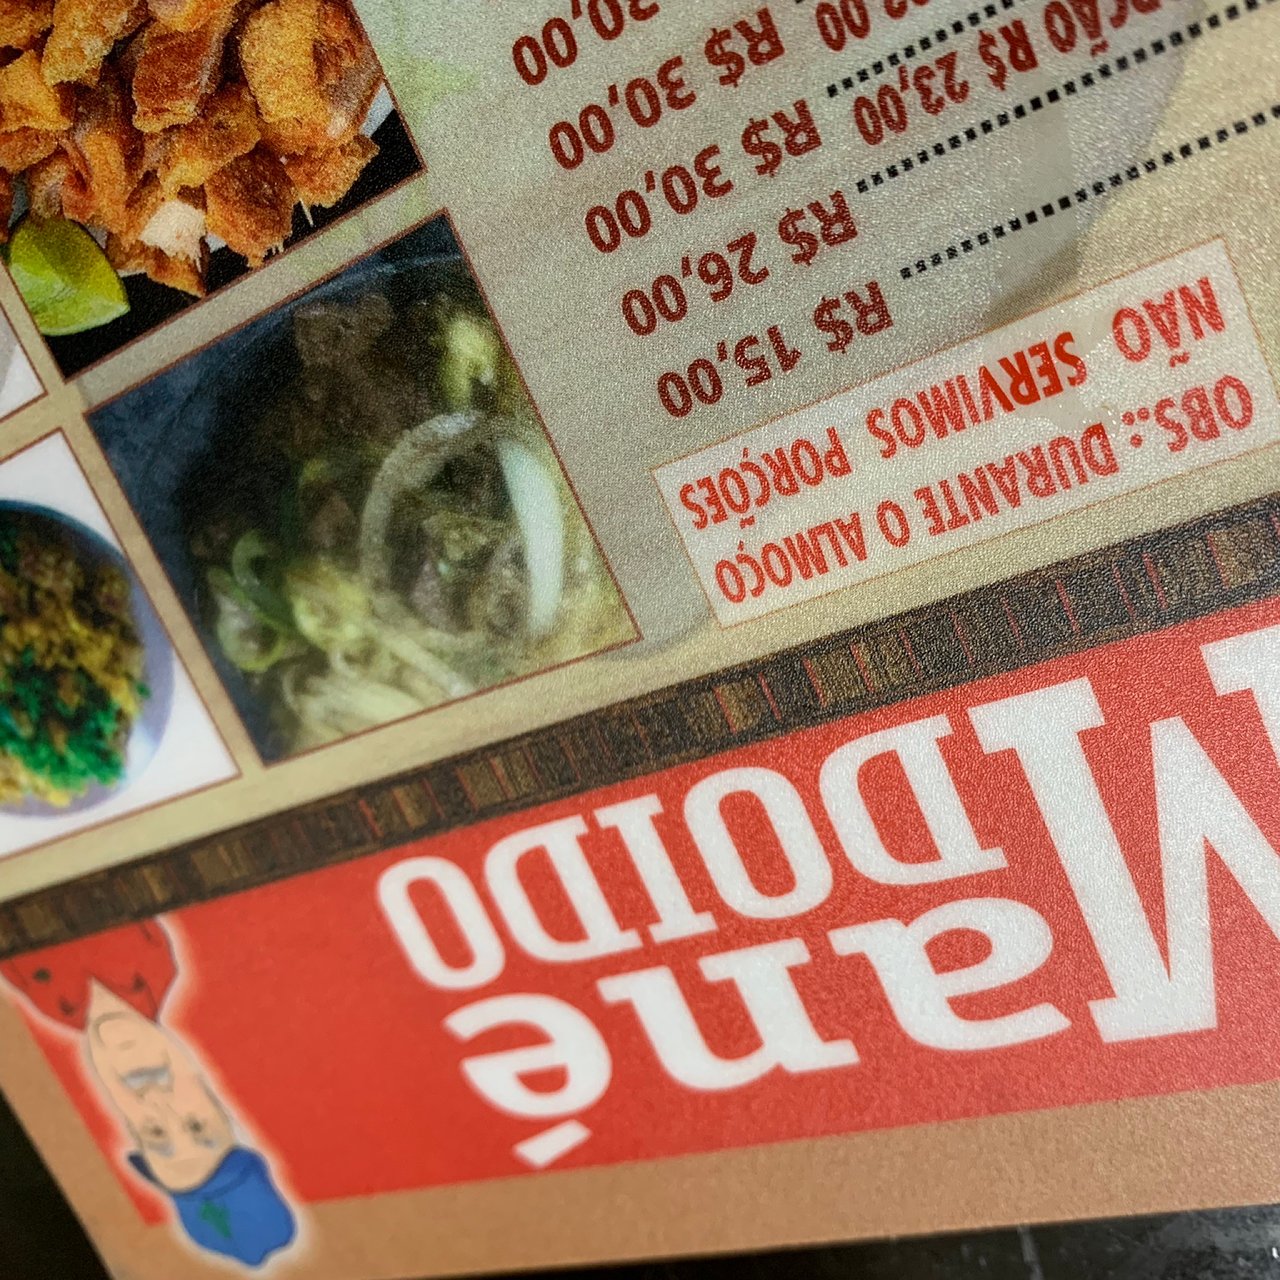 Mané
DOIDO
OBS.: DURANTE O ALMOÇO
NÃO SERVIMOS PORÇÕES
R$ 15,00
R$ 26,00
R$ 23,00
R$ 30,00
R$ 30,00
30,00